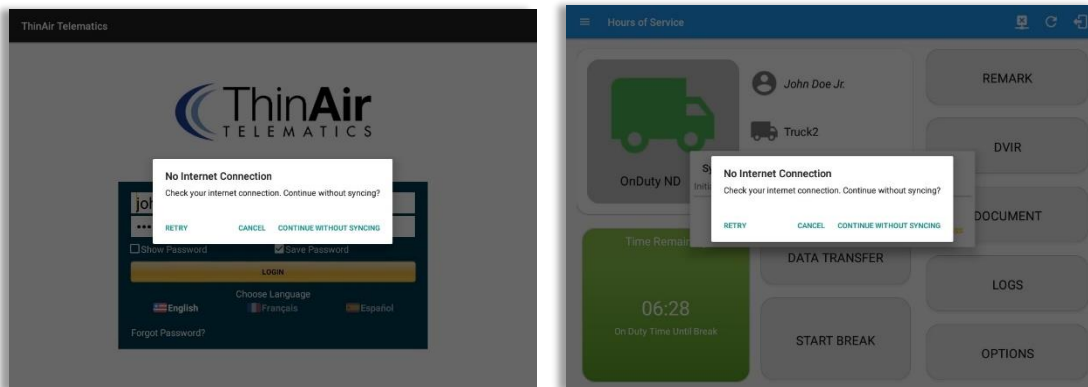 ThinAir Telematics
ThinAir
TELEMATICS
No Internet Connection
Check your internet connection. Continue without syncing?
RETRY CANCEL CONTINUE WITHOUT SYNCING
Show Password Save Password
LOGIN
Choose Language
English Français Español
Forgot Password?
Hours of Service
John Doe Jr.
Truck2
OnDuty ND
REMARK
DVIR
No Internet Connection
Check your internet connection. Continue without syncing?
RETRY CANCEL CONTINUE WITHOUT SYNCING
DOCUMENT
Time Remai
DATA TRANSFER
LOGS
06:28
On Duty Time Until Break
START BREAK
OPTIONS